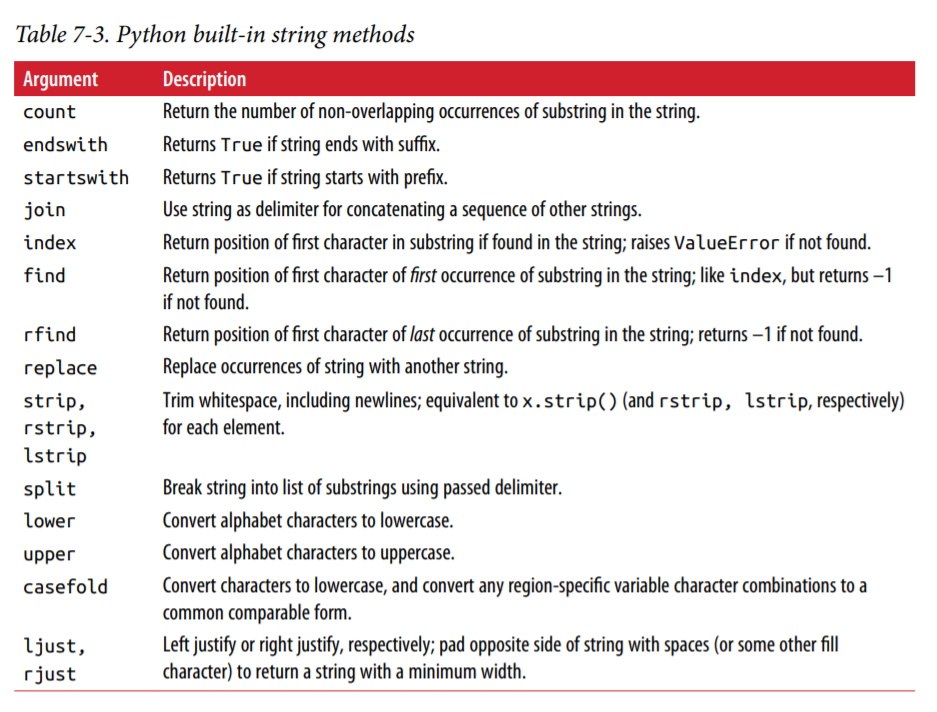 Table 7-3. Python built-in string methods
Argument Description
count Return the number of non-overlapping occurrences of substring in the string.
endswith Returns True if string ends with suffix.
startswith Returns True if string starts with prefix.
join Use string as delimiter for concatenating a sequence of other strings.
index Return position of first character in substring if found in the string; raises ValueError if not found.
find Return position of first character of first occurrence of substring in the string; like index, but returns –1
if not found.
rfind Return position of first character of last occurrence of substring in the string; returns –1 if not found.
replace Replace occurrences of string with another string.
strip, Trim whitespace, including newlines; equivalent to x.strip() (and rstrip, lstrip, respectively)
rstrip, for each element.
lstrip
split Break string into list of substrings using passed delimiter.
lower Convert alphabet characters to lowercase.
upper Convert alphabet characters to uppercase.
casefold Convert characters to lowercase, and convert any region-specific variable character combinations to a
common comparable form.
ljust, Left justify or right justify, respectively; pad opposite side of string with spaces (or some other fill
rjust character) to return a string with a minimum width.